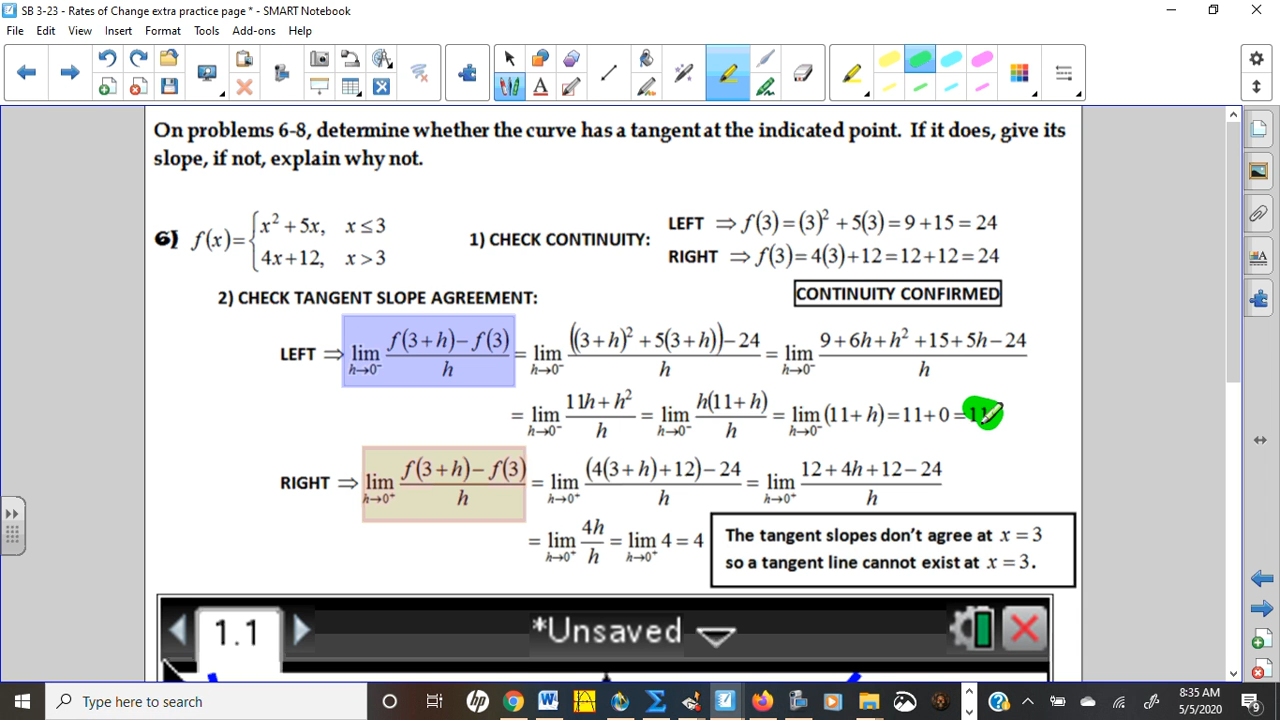 SB 3-23 - Rates of Change extra practice page * - SMART Notebook
File Edit View Insert Format Tools Add-ons Help
On problems 6-8, determine whether the curve has a tangent at the indicated point. If it does, give its
slope, if not, explain why not.
6) f(x) = { x² + 5x, x ≤ 3
4x + 12, x > 3
1) CHECK CONTINUITY:
LEFT ⇒ f(3) = (3)² + 5(3) = 9 + 15 = 24
RIGHT ⇒ f(3) = 4(3) + 12 = 12 + 12 = 24
CONTINUITY CONFIRMED
2) CHECK TANGENT SLOPE AGREEMENT:
LEFT ⇒ lim h→0⁻ f(3+h) − f(3) / h = lim h→0⁻ ((3+h)² + 5(3+h)) − 24 / h = lim h→0⁻ 9 + 6h + h² + 15 + 5h − 24 / h
= lim h→0⁻ 11h + h² / h = lim h→0⁻ h(11 + h) / h = lim h→0⁻ (11 + h) = 11 + 0 = 11
RIGHT ⇒ lim h→0⁺ f(3+h) − f(3) / h = lim h→0⁺ (4(3+h) + 12) − 24 / h = lim h→0⁺ 12 + 4h + 12 − 24 / h
= lim h→0⁺ 4h / h = lim h→0⁺ 4 = 4
The tangent slopes don't agree at x = 3
so a tangent line cannot exist at x = 3.
1.1 *Unsaved
Type here to search
8:35 AM
5/5/2020
9